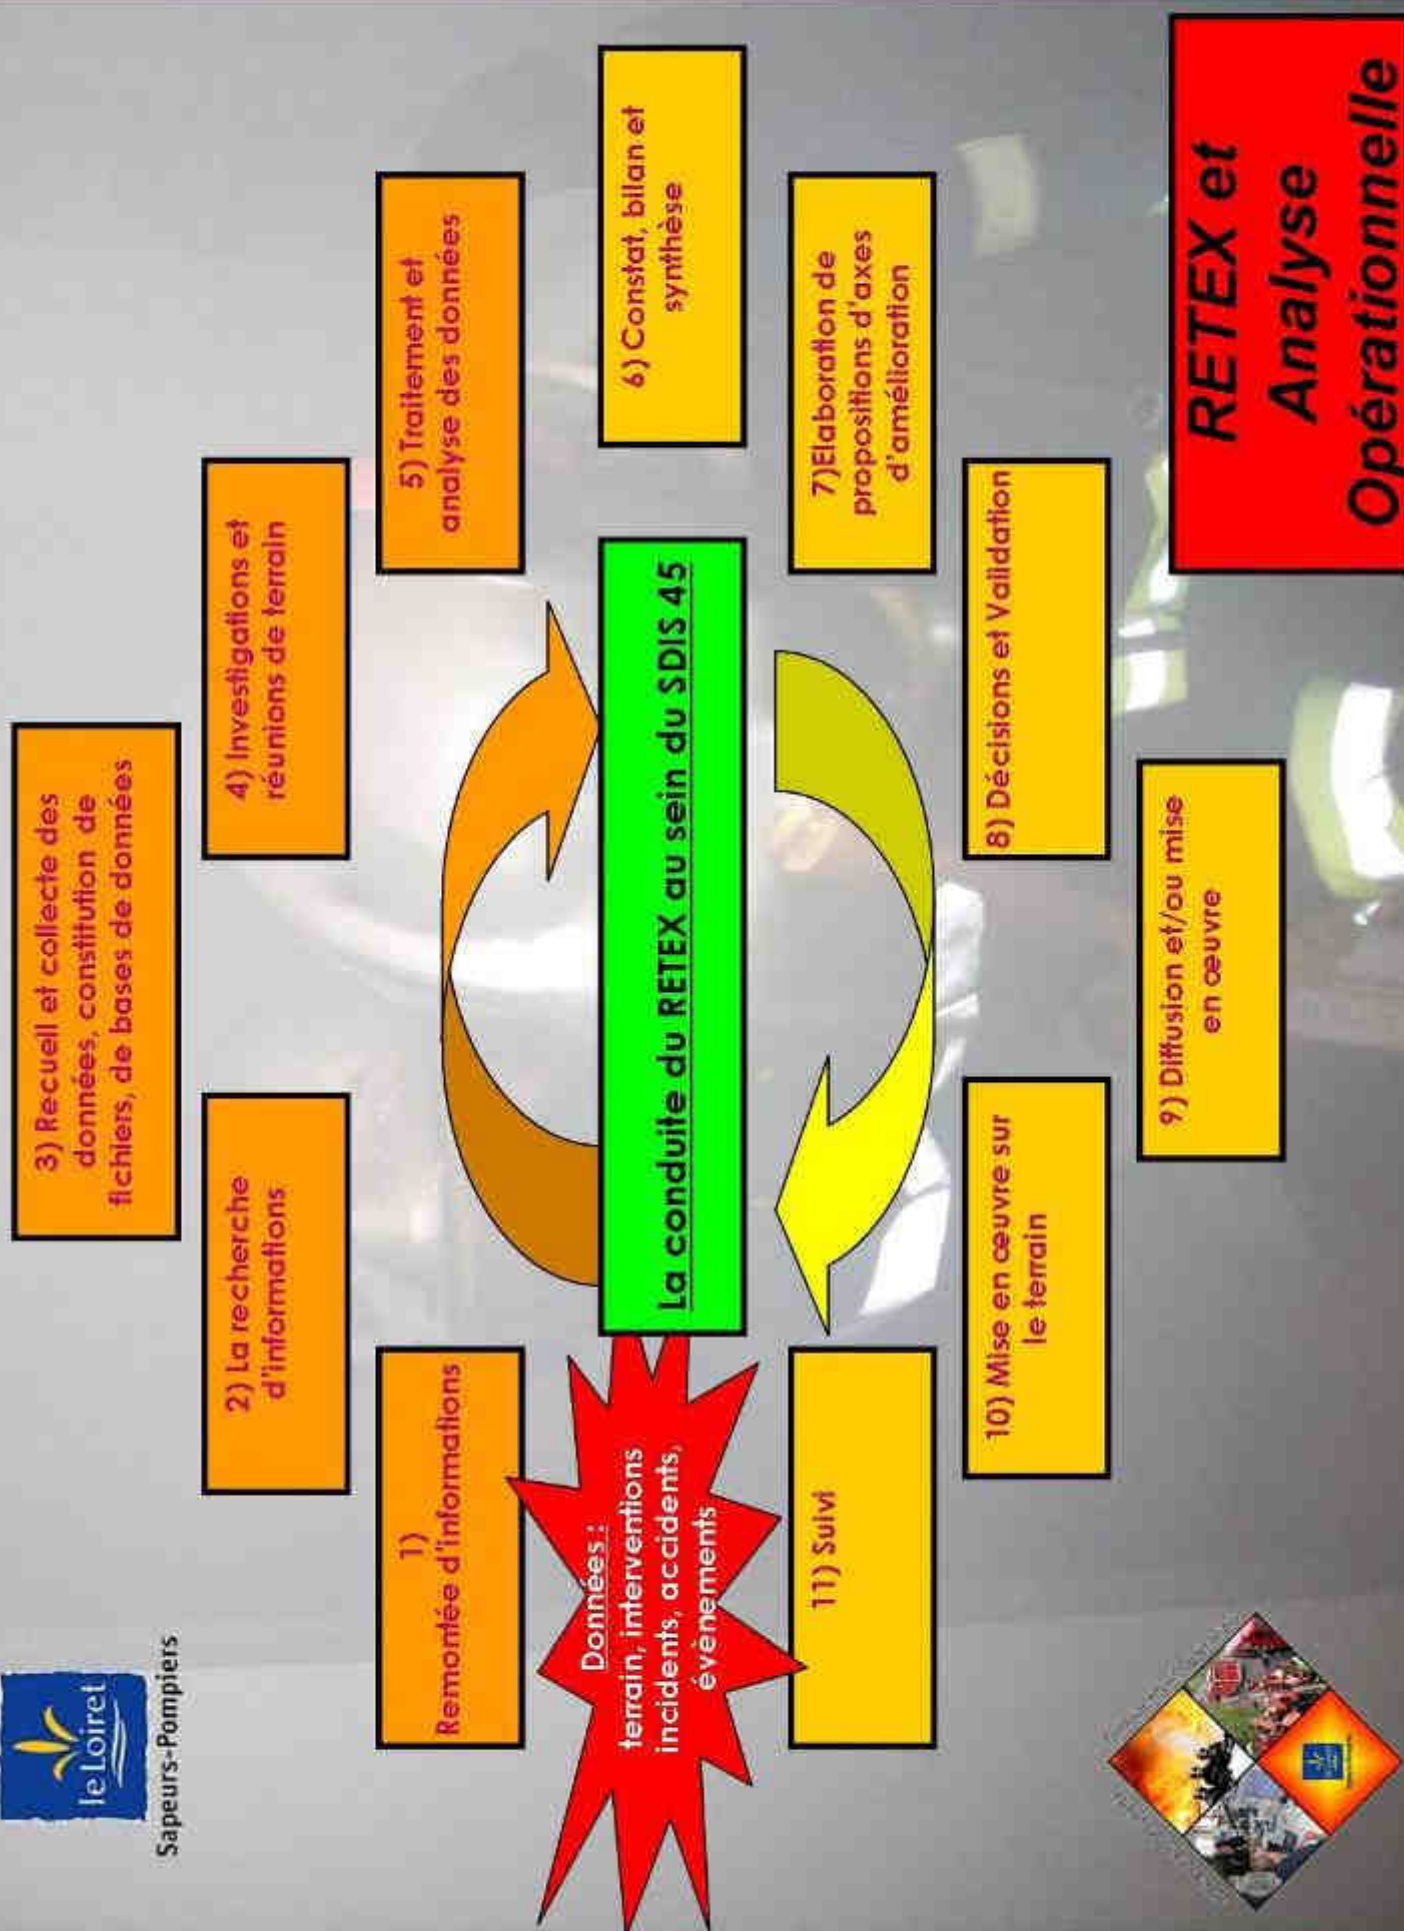 le Loiret
Sapeurs-Pompiers
3) Recueil et collecte des
données, constitution de
fichiers, de bases de données
2) La recherche
d'informations
4) Investigations et
réunions de terrain
1)
Remontée d'informations
5) Traitement et
analyse des données
Données :
terrain, interventions
incidents, accidents,
évènements
La conduite du RETEX au sein du SDIS 45
6) Constat, bilan et
synthèse
11) Suivi
7)Elaboration de
propositions d'axes
d'amélioration
10) Mise en œuvre sur
le terrain
8) Décisions et Validation
9) Diffusion et/ou mise
en œuvre
RETEX et
Analyse
Opérationnelle